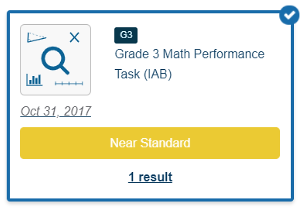 G3
Grade 3 Math Performance
Task (IAB)
Oct 31, 2017
Near Standard
1 result